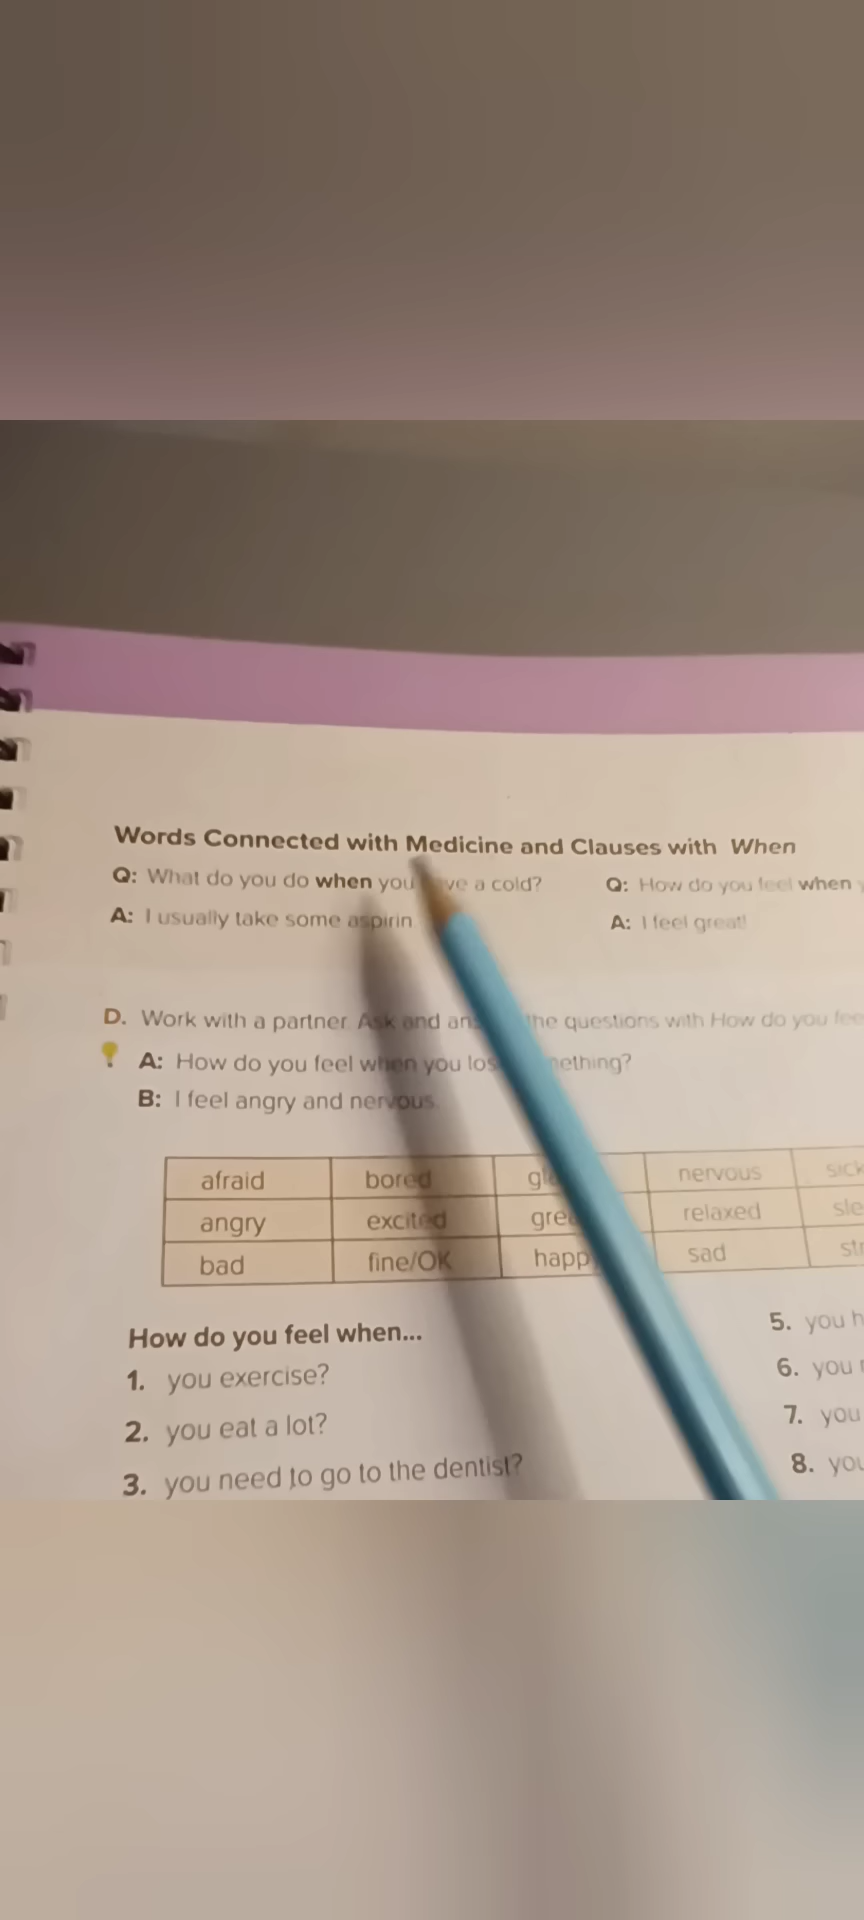 Words Connected with Medicine and Clauses with When
Q: What do you do when you a cold?
Q: How do you feel when
A: I usually take some aspirin
A: I feel great!
D. Work with a partner. Ask and the questions with How do you
A: How do you feel when you
B: I feel angry and nervous.
afraid bored nervous
angry excited relaxed
bad fine/OK sad
How do you feel when...
1. you exercise?
2. you eat a lot?
3. you need to go to the dentist?
5. you
6. you
7. you
8.